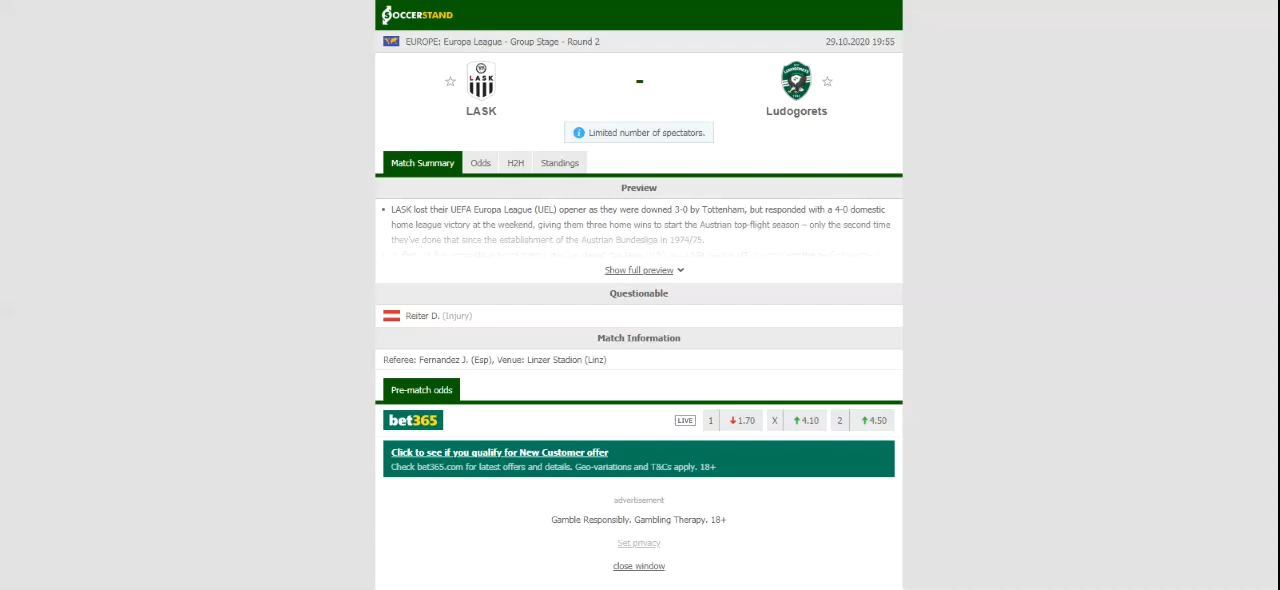 SOCCERSTAND
EUROPE: Europa League - Group Stage - Round 2
29.10.2020 19:55
LASK
-
LASK
Ludogorets
Limited number of spectators.
Match Summary
Odds
H2H
Standings
Preview
• LASK lost their UEFA Europa League (UEL) opener as they were downed 3-0 by Tottenham, but responded with a 4-0 domestic
home league victory at the weekend, giving them three home wins to start the Austrian top-flight season – only the second time
they've done that since the establishment of the Austrian Bundesliga in 1974/75.
Show full preview
Questionable
Reiter D. (Injury)
Match Information
Referee: Fernandez J. (Esp), Venue: Linzer Stadion (Linz)
Pre-match odds
bet365
LIVE
1
1.70
X
4.10
2
4.50
Click to see if you qualify for New Customer offer
Check bet365.com for latest offers and details. Geo-variations and T&Cs apply. 18+
advertisement
Gamble Responsibly. Gambling Therapy. 18+
Set privacy
close window